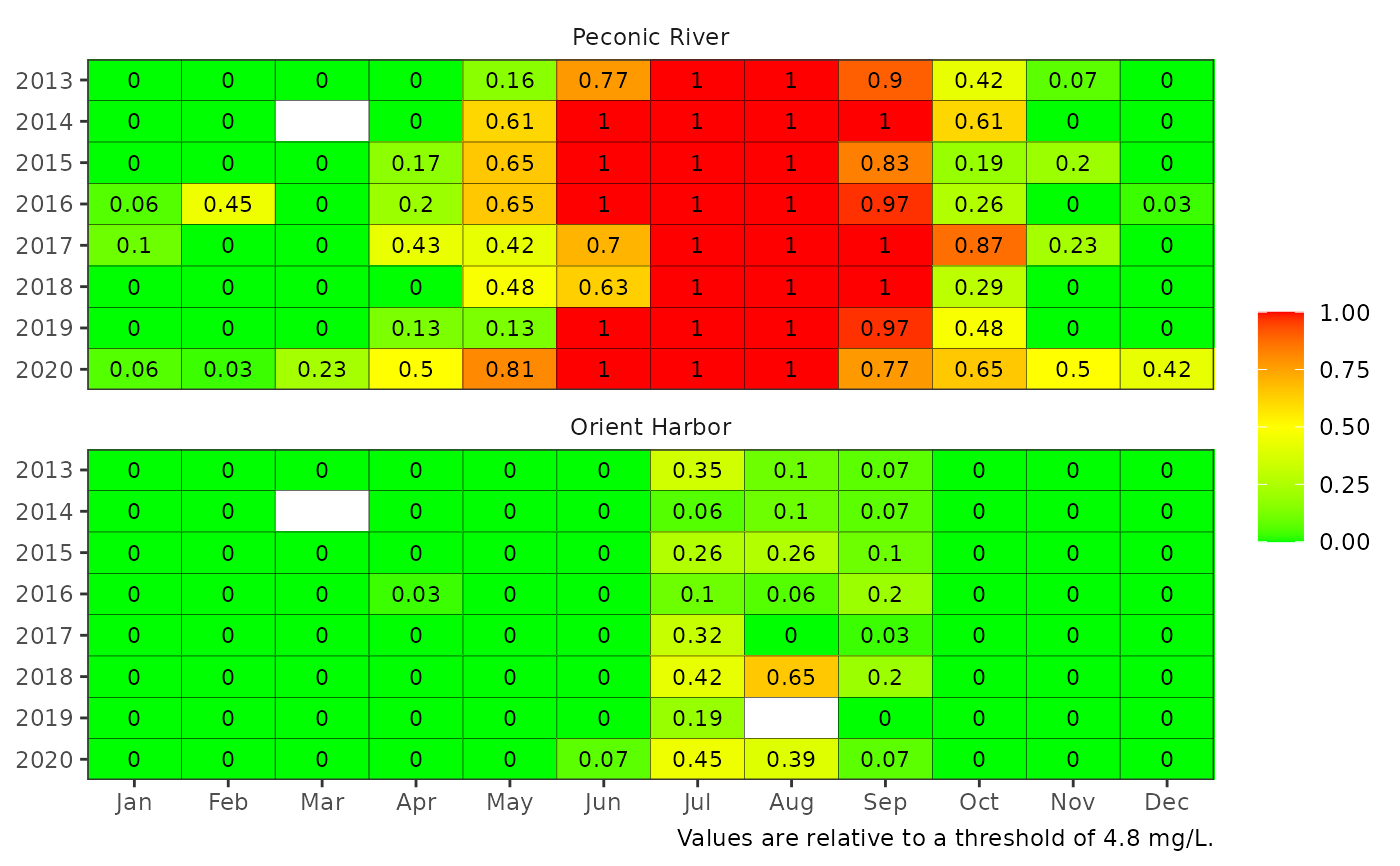 Peconic River
2013 0 0 0 0 0.16 0.77 1 1 0.9 0.42 0.07 0
2014 0 0 0 0.61 1 1 1 1 0.61 0 0
2015 0 0 0 0.17 0.65 1 1 1 0.83 0.19 0.2 0
2016 0.06 0.45 0 0.2 0.65 1 1 1 0.97 0.26 0 0.03
2017 0.1 0 0 0.43 0.42 0.7 1 1 1 0.87 0.23 0
2018 0 0 0 0 0.48 0.63 1 1 1 0.29 0 0
2019 0 0 0 0.13 0.13 1 1 1 0.97 0.48 0 0
2020 0.06 0.03 0.23 0.5 0.81 1 1 1 0.77 0.65 0.5 0.42
Orient Harbor
2013 0 0 0 0 0 0 0.35 0.1 0.07 0 0 0
2014 0 0 0 0 0 0.06 0.1 0.07 0 0 0
2015 0 0 0 0 0 0 0.26 0.26 0.1 0 0 0
2016 0 0 0 0.03 0 0 0.1 0.06 0.2 0 0 0
2017 0 0 0 0 0 0 0.32 0 0.03 0 0 0
2018 0 0 0 0 0 0 0.42 0.65 0.2 0 0 0
2019 0 0 0 0 0 0 0.19 0 0 0 0
2020 0 0 0 0 0 0.07 0.45 0.39 0.07 0 0 0
Jan Feb Mar Apr May Jun Jul Aug Sep Oct Nov Dec
Values are relative to a threshold of 4.8 mg/L.
1.00
0.75
0.50
0.25
0.00